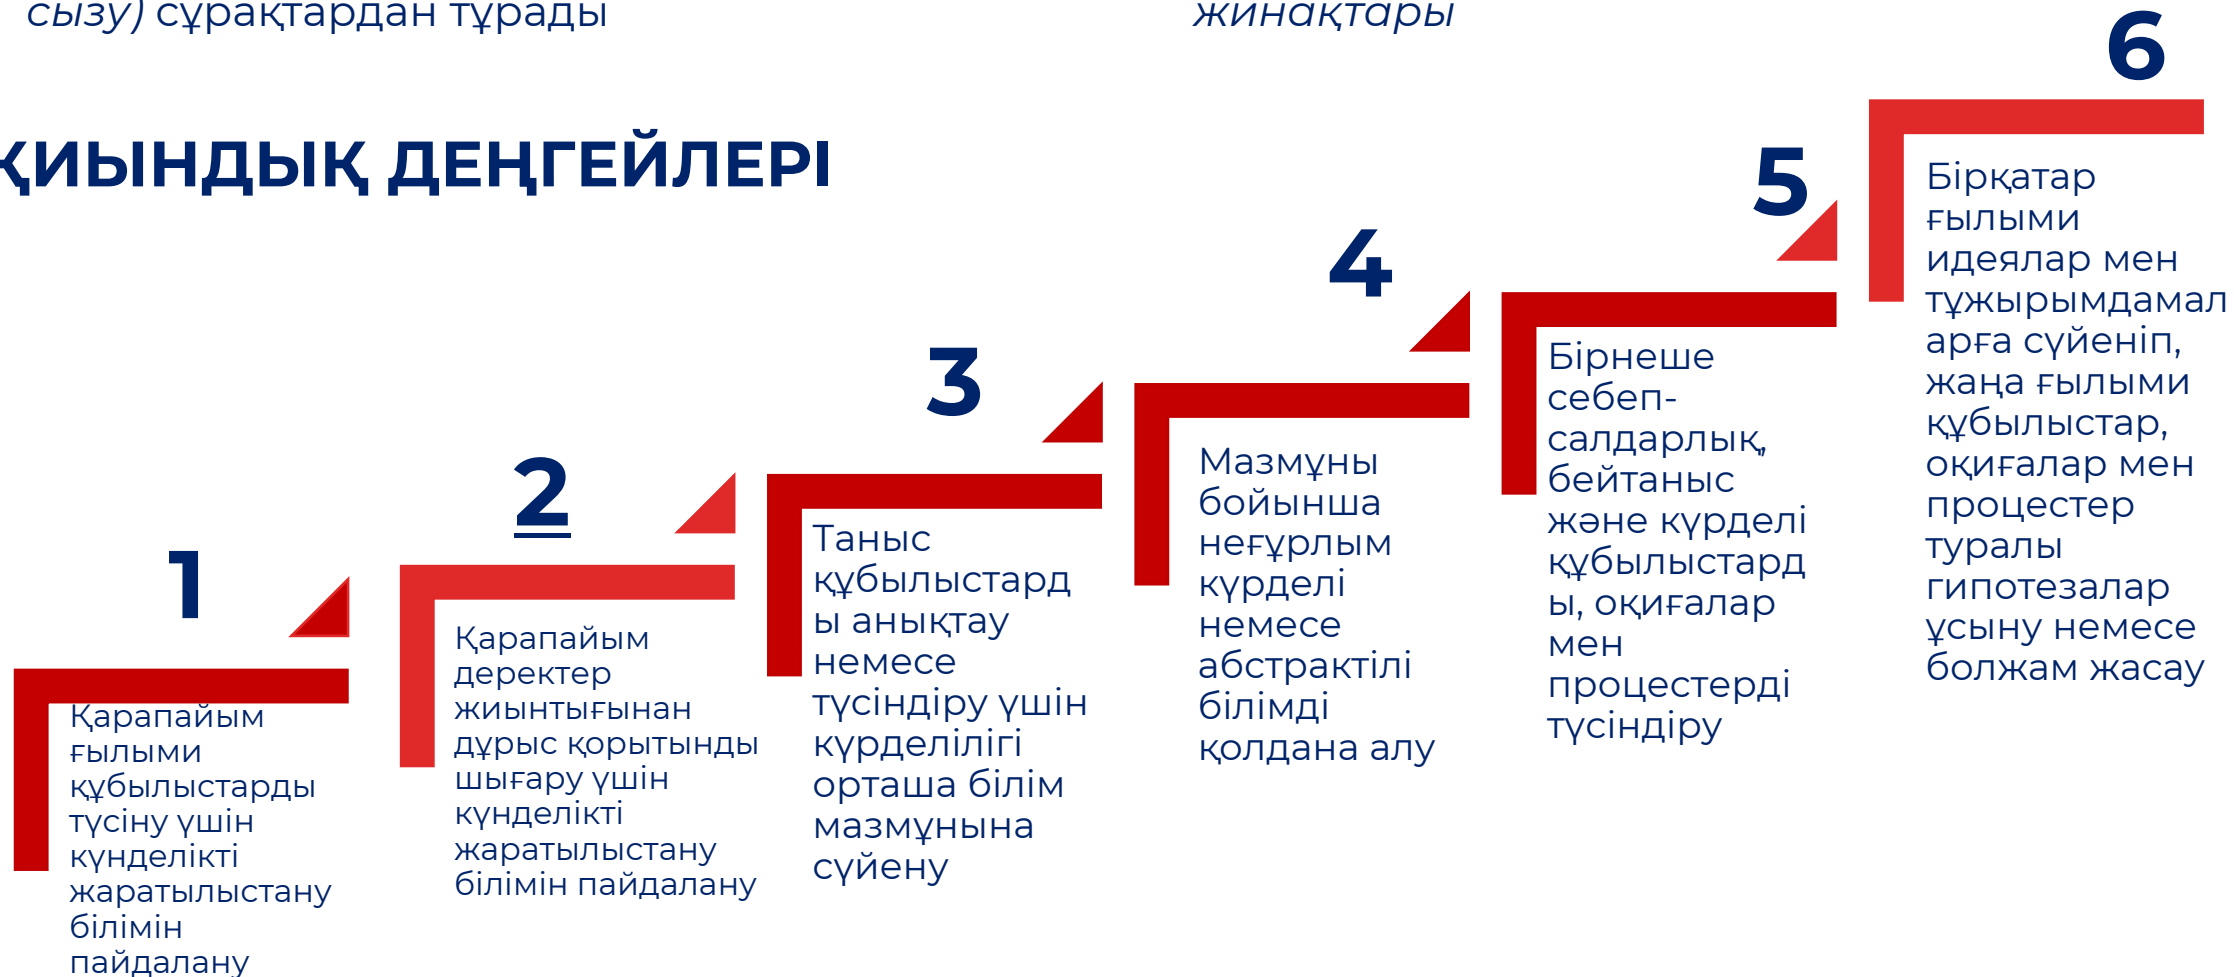 сызу) сұрақтардан тұрады
жинақтары
ҚИЫНДЫҚ ДЕҢГЕЙЛЕРІ
1
Қарапайым
ғылыми
құбылыстарды
түсіну үшін
күнделікті
жаратылыстану
білімін
пайдалану
2
Қарапайым
деректер
жиынтығынан
дұрыс қорытынды
шығару үшін
күнделікті
жаратылыстану
білімін пайдалану
3
Таныс
құбылыстард
ы анықтау
немесе
түсіндіру үшін
күрделілігі
орташа білім
мазмұнына
сүйену
4
Мазмұны
бойынша
неғұрлым
күрделі
немесе
абстрактілі
білімді
қолдана алу
5
Бірнеше
себеп-
салдарлық,
бейтаныс
және күрделі
құбылыстард
ы, оқиғалар
мен
процестерді
түсіндіру
6
Бірқатар
ғылыми
идеялар мен
тұжырымдамал
арға сүйеніп,
жаңа ғылыми
құбылыстар,
оқиғалар мен
процестер
туралы
гипотезалар
ұсыну немесе
болжам жасау